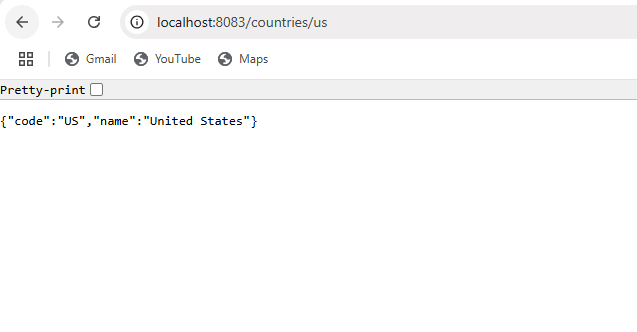 localhost:8083/countries/us
Gmail YouTube Maps
Pretty-print
{"code":"US","name":"United States"}